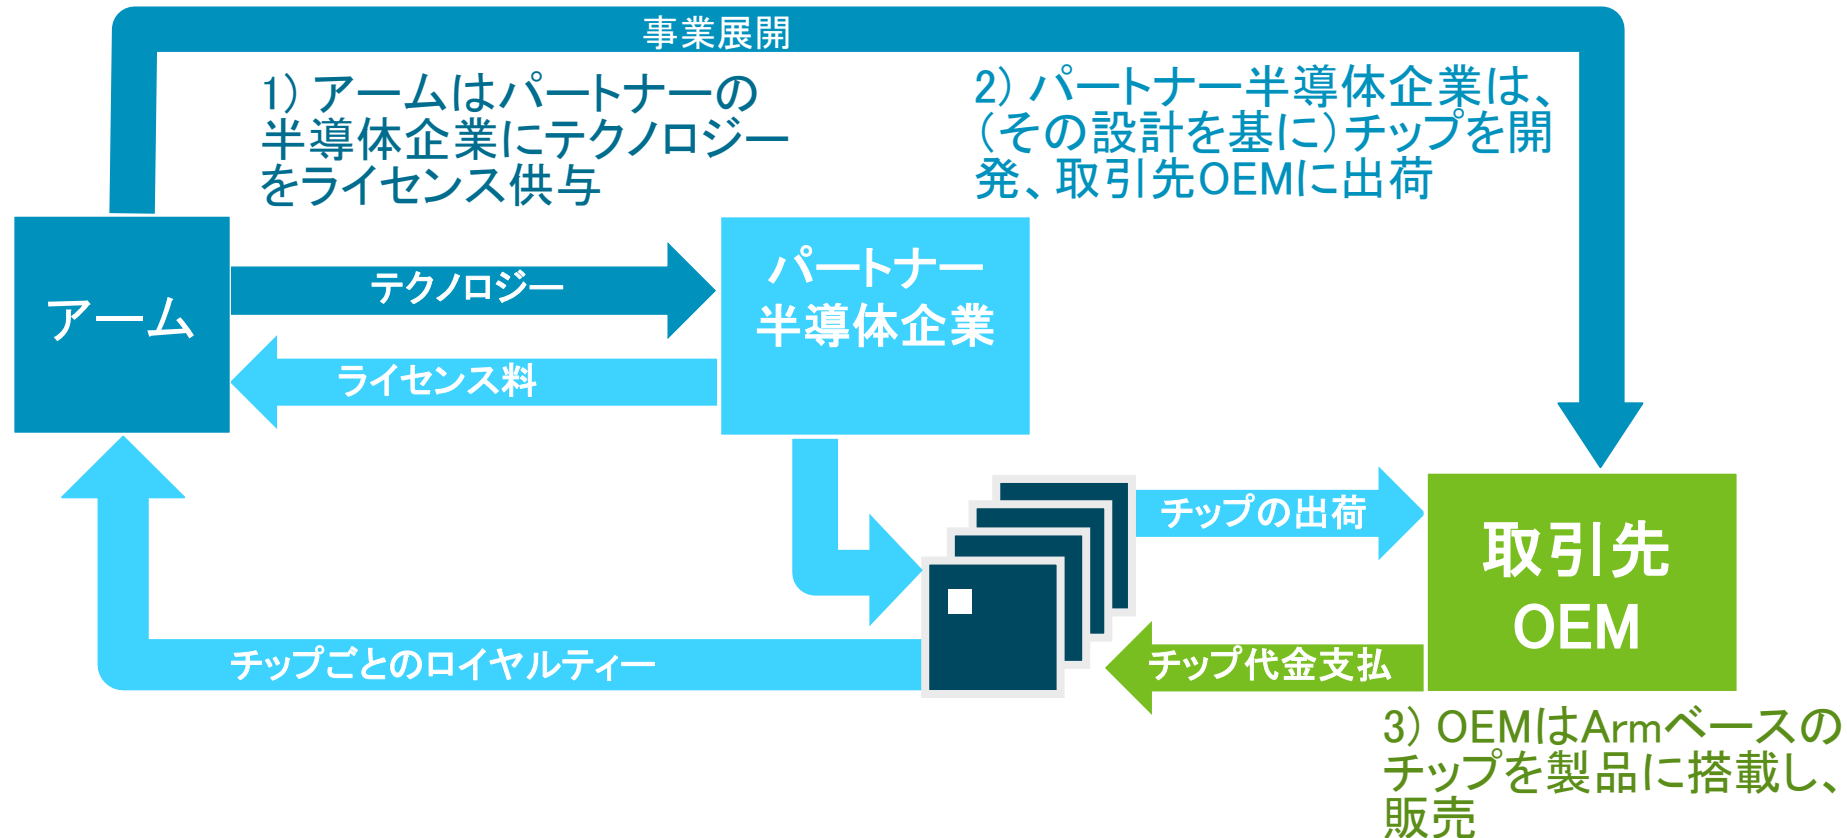 事業展開
1) アームはパートナーの
半導体企業にテクノロジー
をライセンス供与
2) パートナー半導体企業は、
（その設計を基に）チップを開
発、取引先OEMに出荷
アーム
テクノロジー
ライセンス料
パートナー
半導体企業
チップの出荷
取引先
OEM
チップごとのロイヤルティー
チップ代金支払
3) OEMはArmベースの
チップを製品に搭載し、
販売